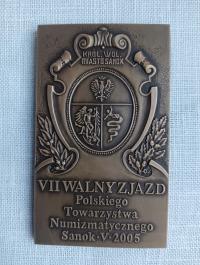 KRÓL. WOL.
MIASTO SANOK
VII WALNY ZJAZD
Polskiego
Towarzystwa
Numizmatycznego
Sanok·V·2005